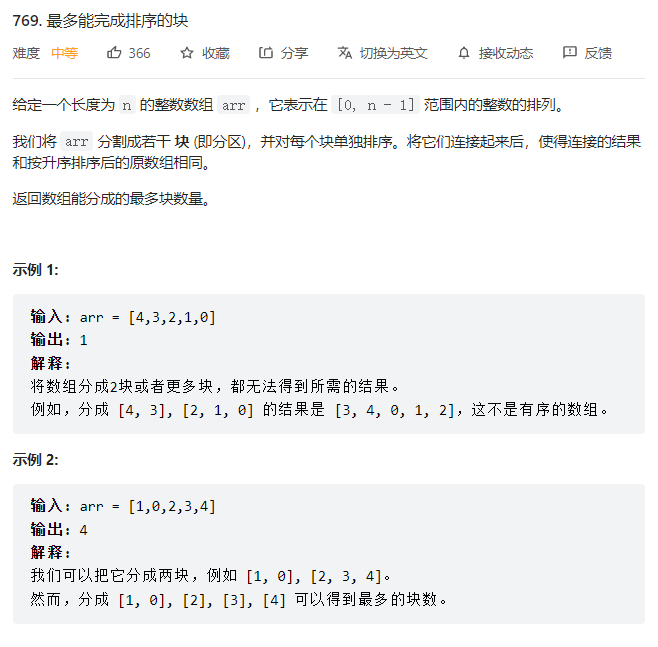 769. 最多能完成排序的块
难度 中等 366 收藏 分享 切换为英文 接收动态 反馈
给定一个长度为 n 的整数数组 arr ，它表示在 [0, n - 1] 范围内的整数的排列。
我们将 arr 分割成若干 块 (即分区)，并对每个块单独排序。将它们连接起来后，使得连接的结果
和按升序排序后的原数组相同。
返回数组能分成的最多块数量。
示例 1:
输入: arr = [4,3,2,1,0]
输出: 1
解释:
将数组分成2块或者更多块，都无法得到所需的结果。
例如，分成 [4, 3], [2, 1, 0] 的结果是 [3, 4, 0, 1, 2]，这不是有序的数组。
示例 2:
输入: arr = [1,0,2,3,4]
输出: 4
解释:
我们可以把它分成两块，例如 [1, 0], [2, 3, 4]。
然而，分成 [1, 0], [2], [3], [4] 可以得到最多的块数。